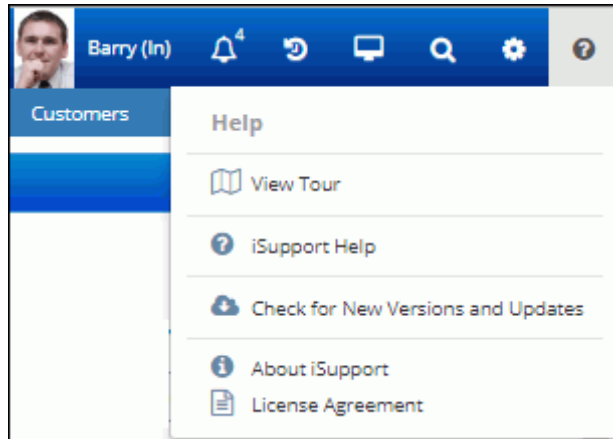 Barry (In)
4
Customers
Help
View Tour
iSupport Help
Check for New Versions and Updates
About iSupport
License Agreement